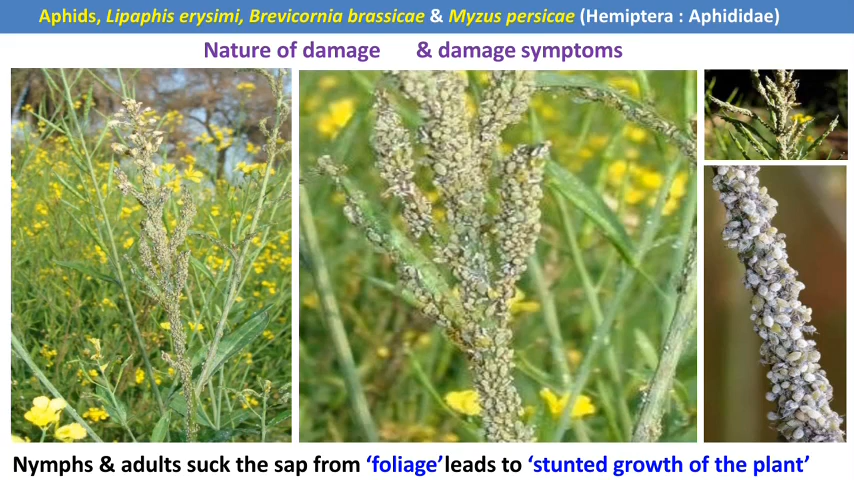 Aphids, Lipaphis erysimi, Brevicornia brassicae & Myzus persicae (Hemiptera : Aphididae)
Nature of damage & damage symptoms
Nymphs & adults suck the sap from ‘foliage’leads to ‘stunted growth of the plant’